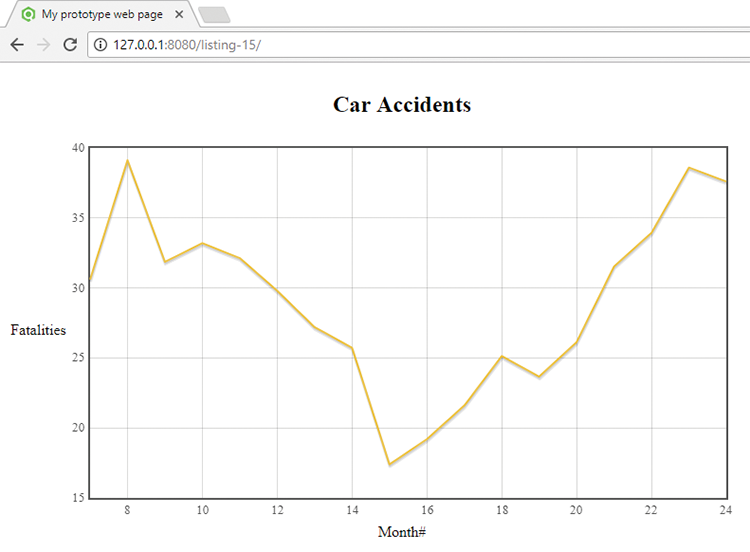 My prototype web page
127.0.0.1:8080/listing-15/
Car Accidents
40
35
30
25
20
15
Fatalities
8 10 12 14 16 18 20 22 24
Month#